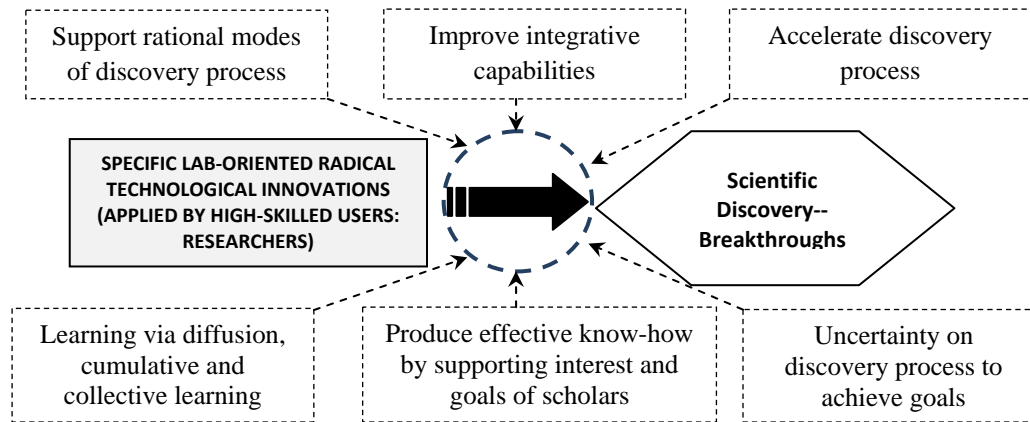 Support rational modes
of discovery process
Improve integrative
capabilities
Accelerate discovery
process
SPECIFIC LAB-ORIENTED RADICAL
TECHNOLOGICAL INNOVATIONS
(APPLIED BY HIGH-SKILLED USERS:
RESEARCHERS)
Scientific
Discovery--
Breakthroughs
Learning via diffusion,
cumulative and
collective learning
Produce effective know-how
by supporting interest and
goals of scholars
Uncertainty on
discovery process to
achieve goals